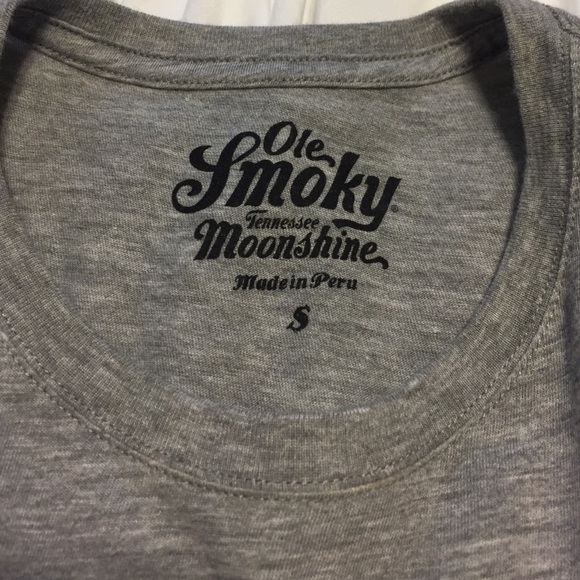 Ole
Smoky®
Tennessee
Moonshine
Made in Peru
S